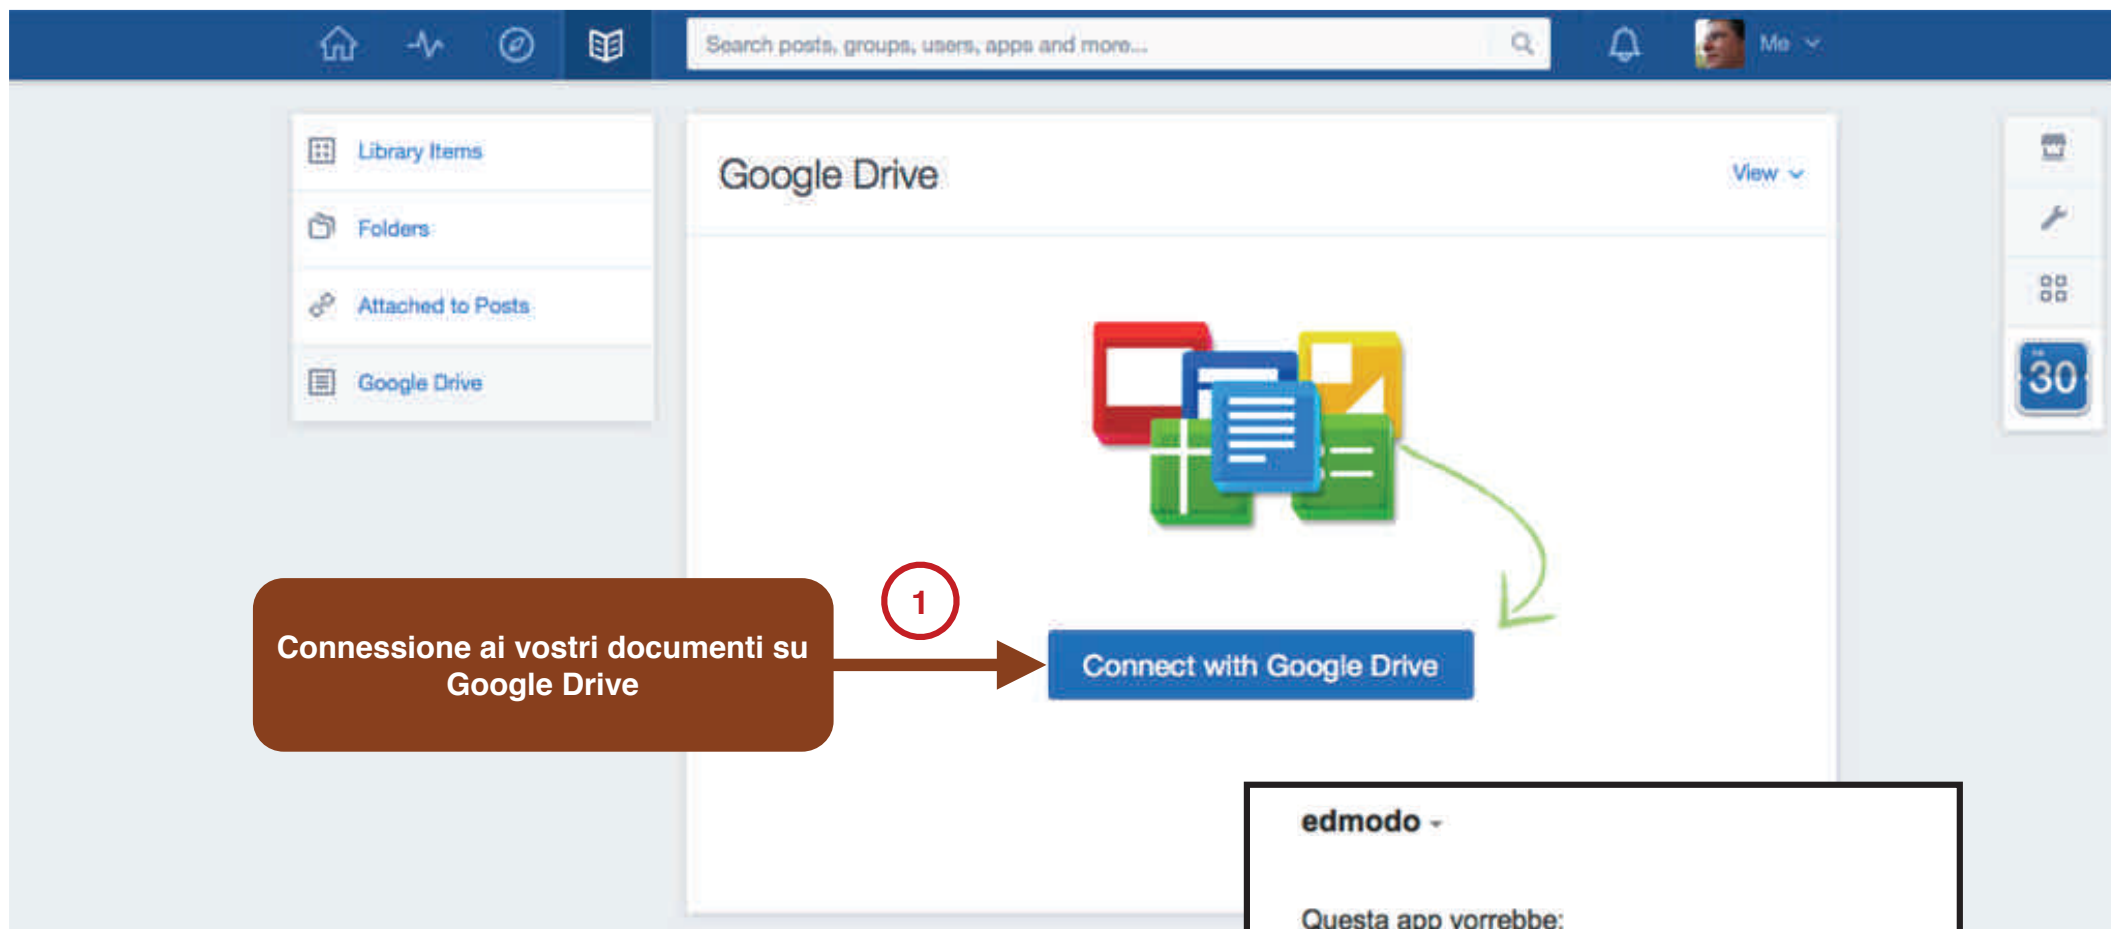 Search posts, groups, users, apps and more...
Me
Library Items
Folders
Attached to Posts
Google Drive
Google Drive
View
30
1
Connessione ai vostri documenti su
Google Drive
Connect with Google Drive
edmodo
Questa app vorrebbe: